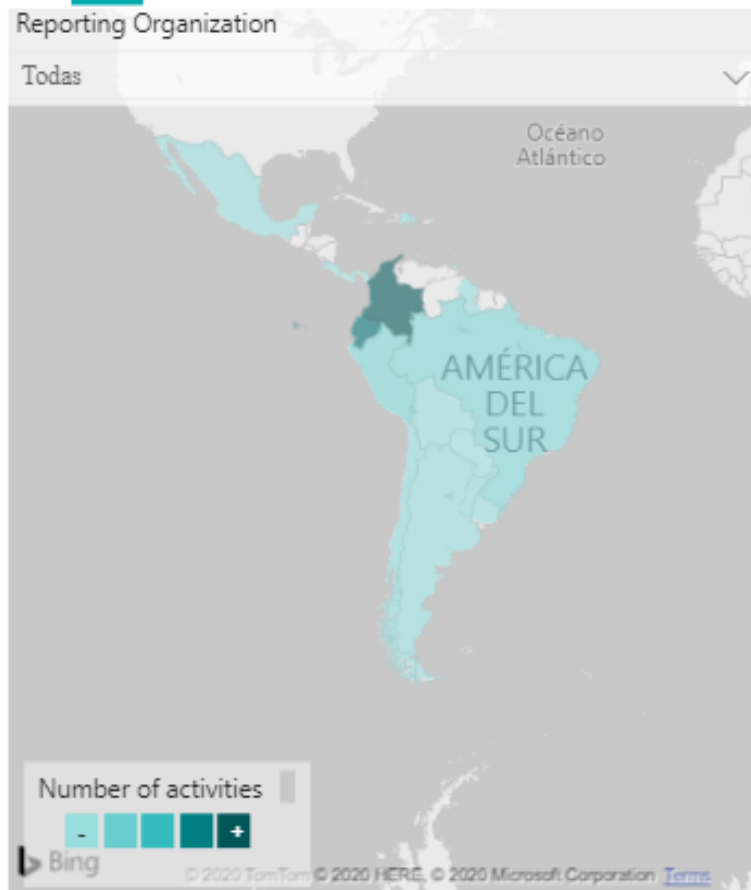 Reporting Organization
Todas
Océano
Atlántico
AMÉRICA
DEL
SUR
Number of activities
- +
Bing
© 2020 TomTom © 2020 HERE, © 2020 Microsoft Corporation Terms